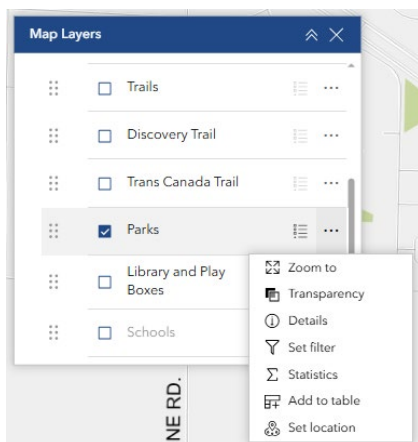 Map Layers
Trails
Discovery Trail
Trans Canada Trail
Parks
Library and Play
Boxes
Schools
Zoom to
Transparency
Details
Set filter
Statistics
Add to table
Set location
NE RD.